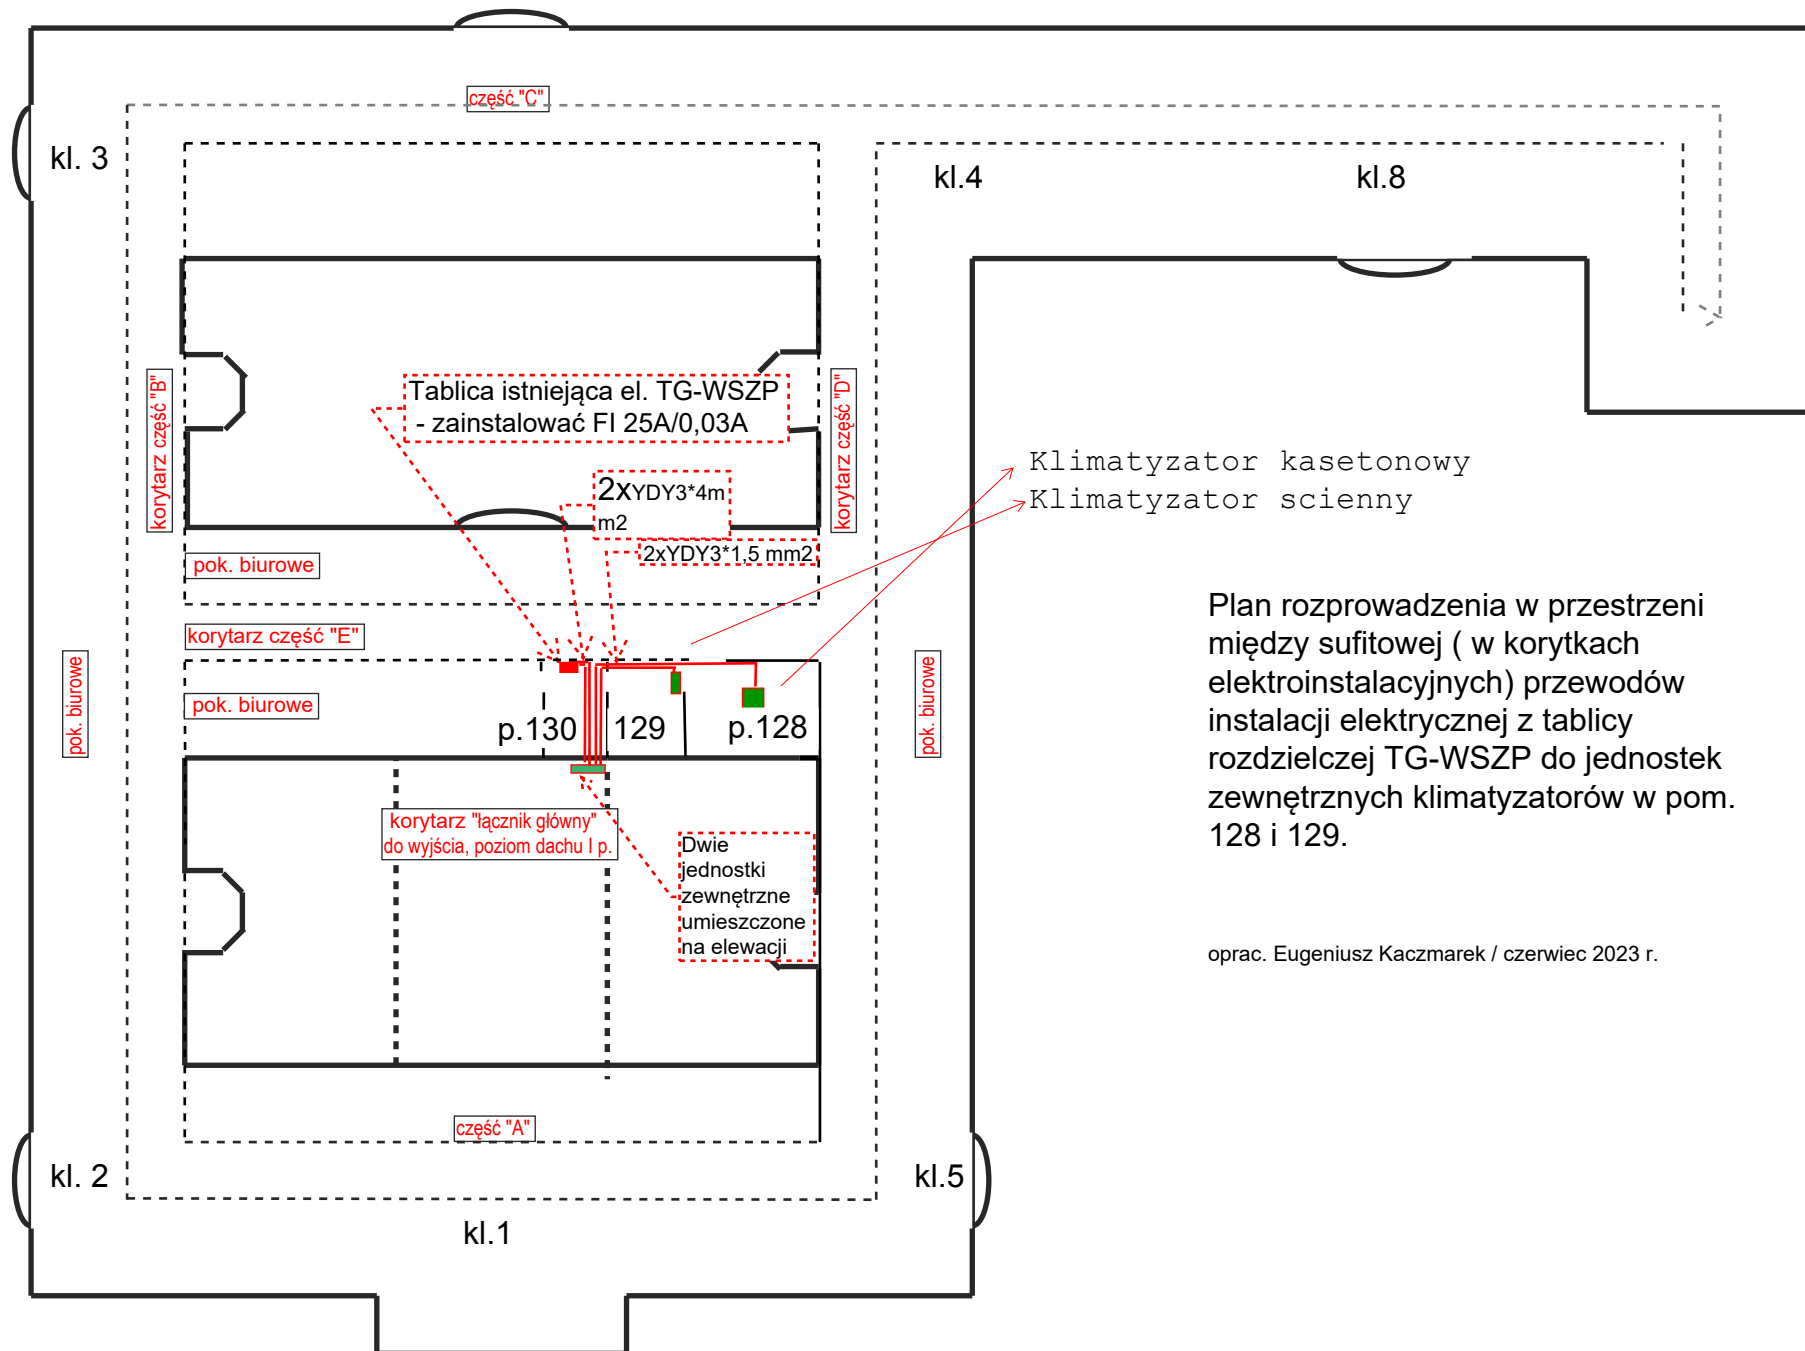 część "C"
kl. 3
kl.4
kl.8
korytarz część "B"
Tablica istniejąca el. TG-WSZP
- zainstalować FI 25A/0,03A
korytarz część "D"
2xYDY3*4m
m2
2xYDY3*1,5 mm2
Klimatyzator kasetonowy
Klimatyzator scienny
pok. biurowe
korytarz część "E"
pok. biurowe
pok. biurowe
p.130
129
p.128
pok. biurowe
korytarz "łącznik główny"
do wyjścia, poziom dachu I p.
Dwie
jednostki
zewnętrzne
umieszczone
na elewacji
Plan rozprowadzenia w przestrzeni
między sufitowej ( w korytkach
elektroinstalacyjnych) przewodów
instalacji elektrycznej z tablicy
rozdzielczej TG-WSZP do jednostek
zewnętrznych klimatyzatorów w pom.
128 i 129.
oprac. Eugeniusz Kaczmarek / czerwiec 2023 r.
część "A"
kl. 2
kl.5
kl.1